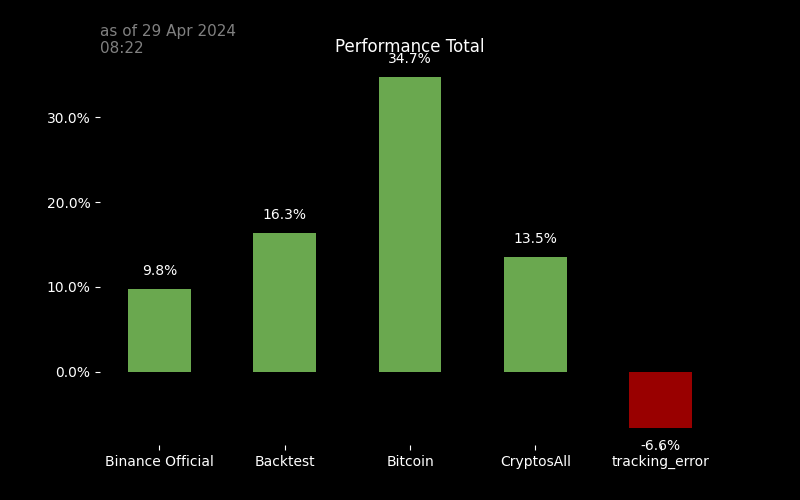 as of 29 Apr 2024
08:22
Performance Total
34.7%
30.0%
20.0%
16.3%
13.5%
10.0%
9.8%
0.0%
-6.6%
Binance Official
Backtest
Bitcoin
CryptosAll
tracking_error